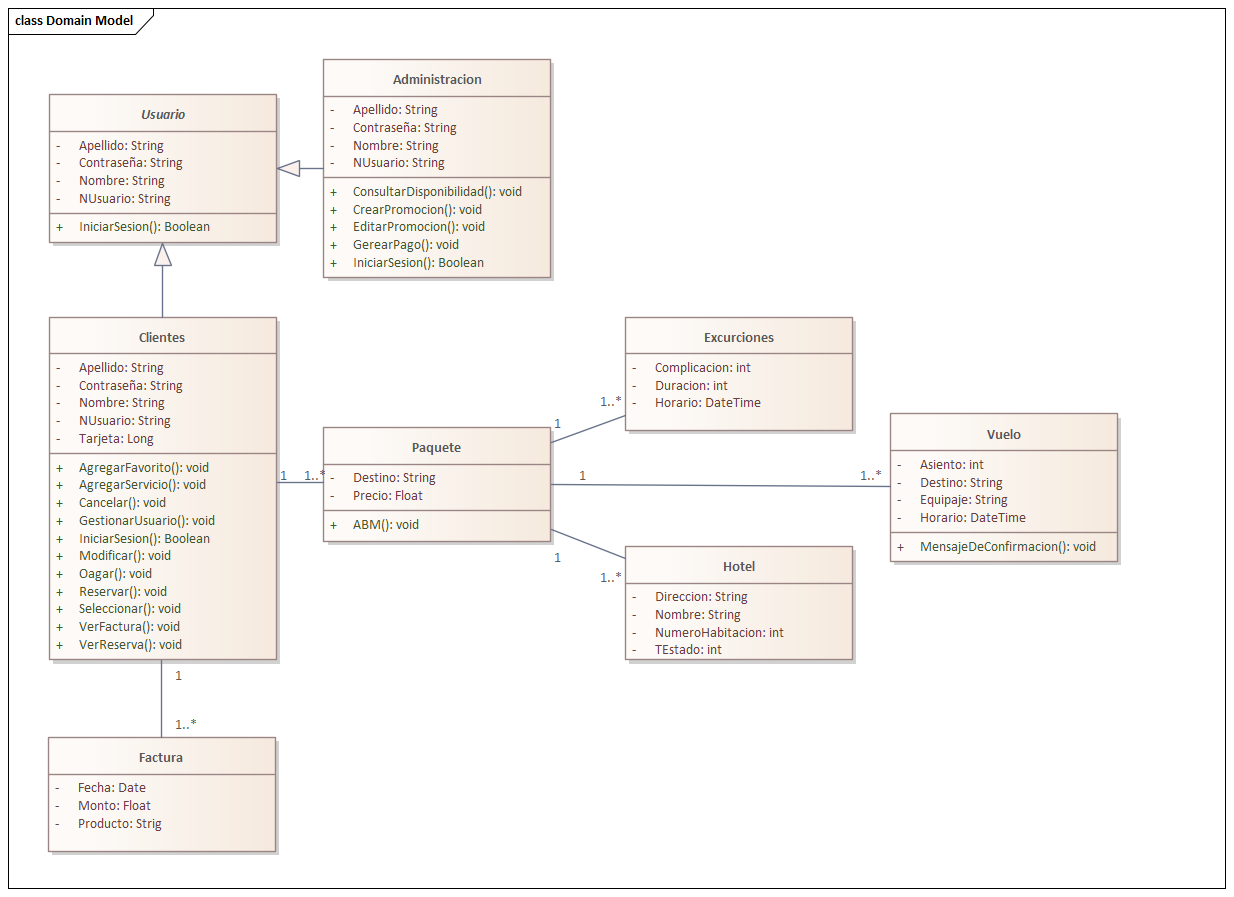 class Domain Model
Usuario
- Apellido: String
- Contraseña: String
- Nombre: String
- NUsuario: String
+ IniciarSesion(): Boolean
Administracion
- Apellido: String
- Contraseña: String
- Nombre: String
- NUsuario: String
+ ConsultarDisponibilidad(): void
+ CrearPromocion(): void
+ EditarPromocion(): void
+ GerearPago(): void
+ IniciarSesion(): Boolean
Clientes
- Apellido: String
- Contraseña: String
- Nombre: String
- NUsuario: String
- Tarjeta: Long
+ AgregarFavorito(): void
+ AgregarServicio(): void
+ Cancelar(): void
+ GestionarUsuario(): void
+ IniciarSesion(): Boolean
+ Modificar(): void
+ Oagar(): void
+ Reservar(): void
+ Seleccionar(): void
+ VerFactura(): void
+ VerReserva(): void
1
1..*
Paquete
- Destino: String
- Precio: Float
+ ABM(): void
1
1..*
Excurciones
- Complicacion: int
- Duracion: int
- Horario: DateTime
1
1..*
Vuelo
- Asiento: int
- Destino: String
- Equipaje: String
- Horario: DateTime
+ MensajeDeConfirmacion(): void
1
1..*
Hotel
- Direccion: String
- Nombre: String
- NumeroHabitacion: int
- TEstado: int
1
1..*
Factura
- Fecha: Date
- Monto: Float
- Producto: Strig